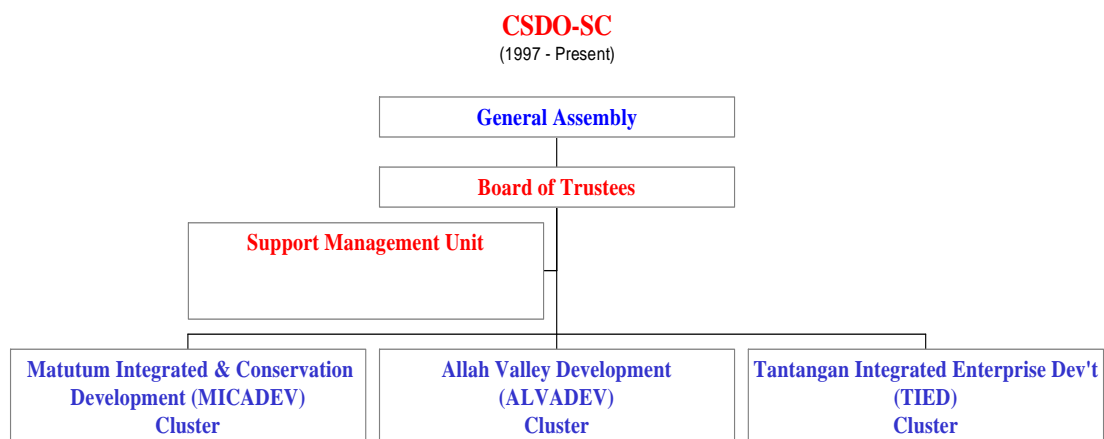 CSDO-SC
(1997 - Present)
General Assembly
Board of Trustees
Support Management Unit
Matutum Integrated & Conservation
Development (MICADEV)
Cluster
Allah Valley Development
(ALVADEV)
Cluster
Tantangan Integrated Enterprise Dev't
(TIED)
Cluster